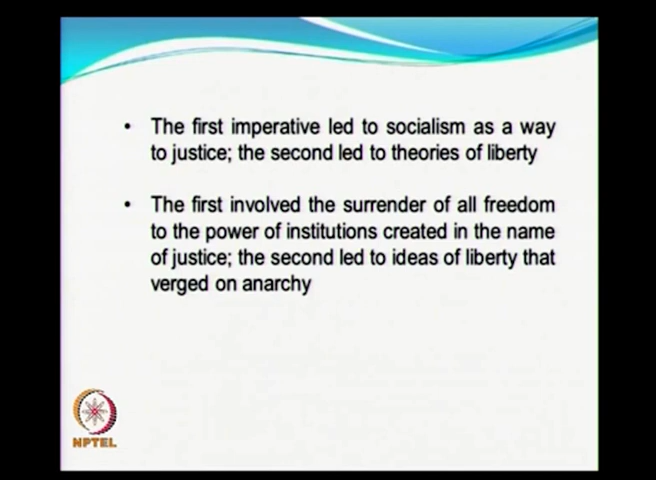 • The first imperative led to socialism as a way
to justice; the second led to theories of liberty
• The first involved the surrender of all freedom
to the power of institutions created in the name
of justice; the second led to ideas of liberty that
verged on anarchy
NPTEL